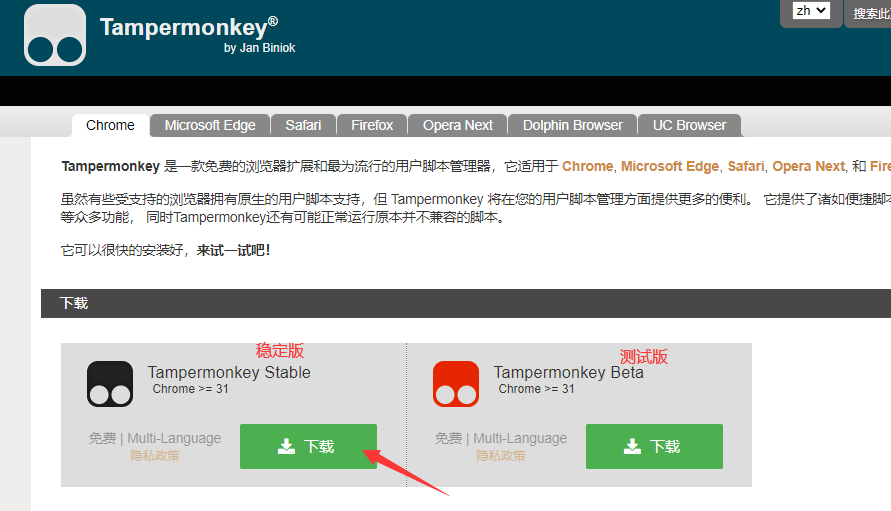 Tampermonkey®
by Jan Biniok
zh
搜索此
Chrome
Microsoft Edge
Safari
Firefox
Opera Next
Dolphin Browser
UC Browser
Tampermonkey 是一款免费的浏览器扩展和最为流行的用户脚本管理器，它适用于 Chrome, Microsoft Edge, Safari, Opera Next, 和 Fire
虽然有些受支持的浏览器拥有原生的用户脚本支持，但 Tampermonkey 将在您的用户脚本管理方面提供更多的便利。 它提供了诸如便捷脚本
等众多功能， 同时Tampermonkey还有可能正常运行原本并不兼容的脚本。
它可以很快的安装好，来试一试吧！
下载
稳定版
Tampermonkey Stable
Chrome >= 31
免费 | Multi-Language
隐私政策
下载
测试版
Tampermonkey Beta
Chrome >= 31
免费 | Multi-Language
隐私政策
下载